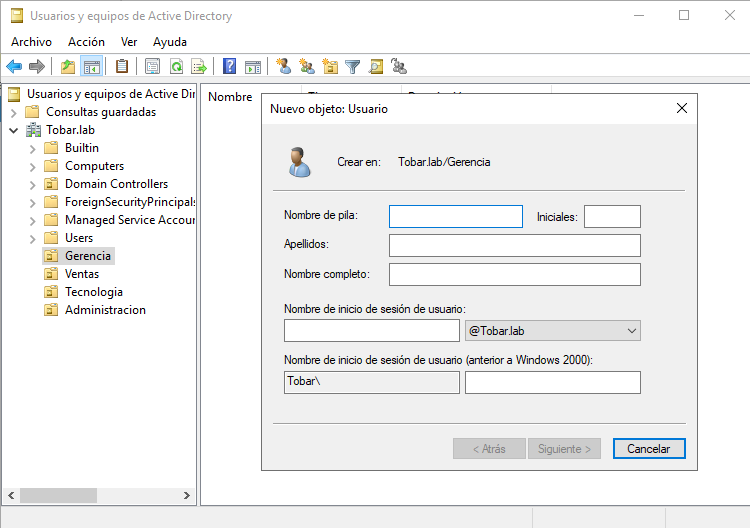 Usuarios y equipos de Active Directory
Archivo Acción Ver Ayuda
Usuarios y equipos de Active Direc
Consultas guardadas
Tobar.lab
Builtin
Computers
Domain Controllers
ForeignSecurityPrincipals
Managed Service Accour
Users
Gerencia
Ventas
Tecnologia
Administracion
Nombre
Nuevo objeto: Usuario
Crear en: Tobar.lab/Gerencia
Nombre de pila: Iniciales:
Apellidos:
Nombre completo:
Nombre de inicio de sesión de usuario:
@Tobar.lab
Nombre de inicio de sesión de usuario (anterior a Windows 2000):
Tobar\
< Atrás Siguiente > Cancelar